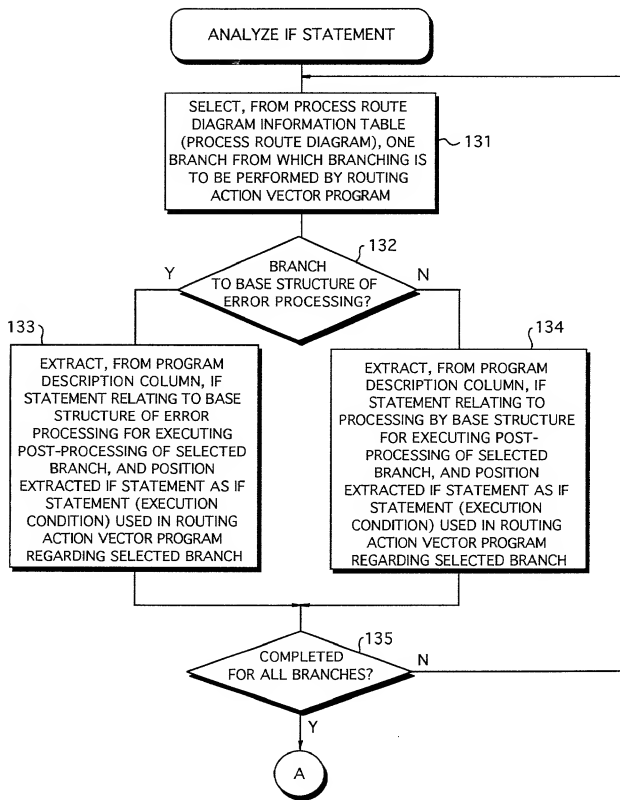 ANALYZE IF STATEMENT
SELECT, FROM PROCESS ROUTE
DIAGRAM INFORMATION TABLE
(PROCESS ROUTE DIAGRAM), ONE
BRANCH FROM WHICH BRANCHING IS
TO BE PERFORMED BY ROUTING
ACTION VECTOR PROGRAM
131
132
BRANCH
TO BASE STRUCTURE OF
ERROR PROCESSING?
Y
N
133
EXTRACT, FROM PROGRAM
DESCRIPTION COLUMN, IF
STATEMENT RELATING TO BASE
STRUCTURE OF ERROR
PROCESSING FOR EXECUTING
POST-PROCESSING OF SELECTED
BRANCH, AND POSITION
EXTRACTED IF STATEMENT AS IF
STATEMENT (EXECUTION
CONDITION) USED IN ROUTING
ACTION VECTOR PROGRAM
REGARDING SELECTED BRANCH
134
EXTRACT, FROM PROGRAM
DESCRIPTION COLUMN, IF
STATEMENT RELATING TO
PROCESSING BY BASE STRUCTURE
FOR EXECUTING POST-
PROCESSING OF SELECTED
BRANCH, AND POSITION
EXTRACTED IF STATEMENT AS IF
STATEMENT (EXECUTION
CONDITION) USED IN ROUTING
ACTION VECTOR PROGRAM
REGARDING SELECTED BRANCH
135
COMPLETED
FOR ALL BRANCHES?
N
Y
A